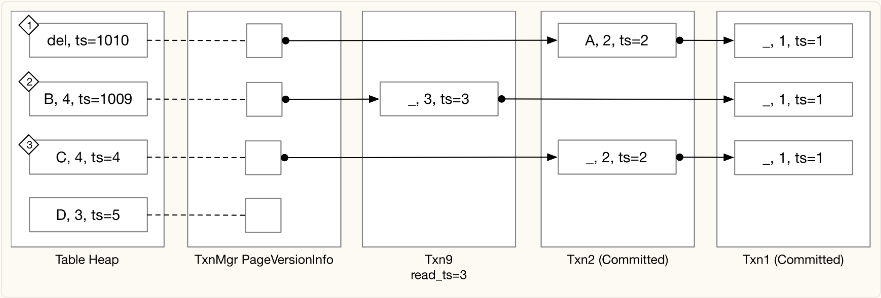 1
del, ts=1010
A, 2, ts=2
_, 1, ts=1
2
B, 4, ts=1009
_, 3, ts=3
_, 1, ts=1
3
C, 4, ts=4
_, 2, ts=2
_, 1, ts=1
D, 3, ts=5
Table Heap
TxnMgr PageVersionInfo
Txn9
read_ts=3
Txn2 (Committed)
Txn1 (Committed)